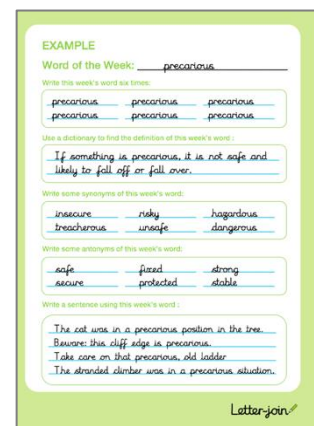 EXAMPLE
Word of the Week: precarious
Write this week's word six times:
precarious precarious precarious
precarious precarious precarious
Use a dictionary to find the definition of this week's word :
If something is precarious, it is not safe and
likely to fall off or fall over.
Write some synonyms of this week's word:
insecure risky hazardous
treacherous unsafe dangerous
Write some antonyms of this week's word:
safe fixed strong
secure protected stable
Write a sentence using this week's word :
The cat was in a precarious position in the tree.
Beware: this cliff edge is precarious.
Take care on that precarious, old ladder
The stranded climber was in a precarious situation.
Letter-join